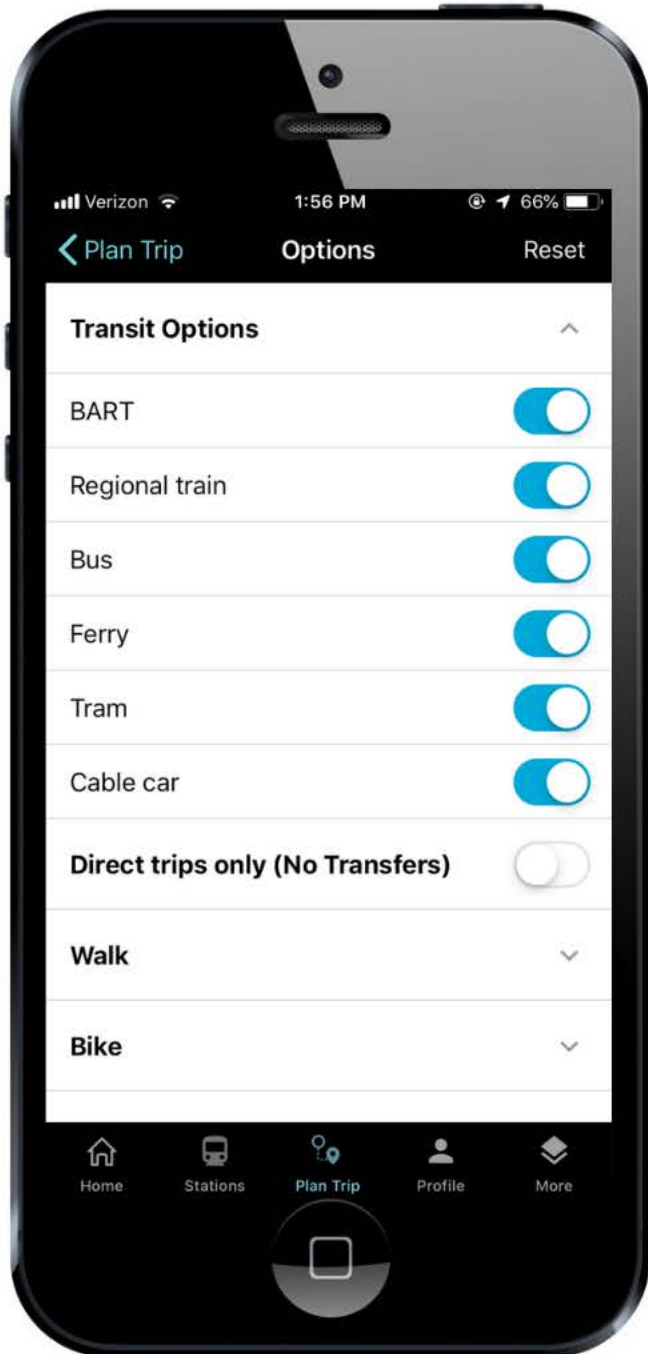 Verizon 1:56 PM 66%
Plan Trip Options Reset
Transit Options
BART
Regional train
Bus
Ferry
Tram
Cable car
Direct trips only (No Transfers)
Walk
Bike
Home Stations Plan Trip Profile More